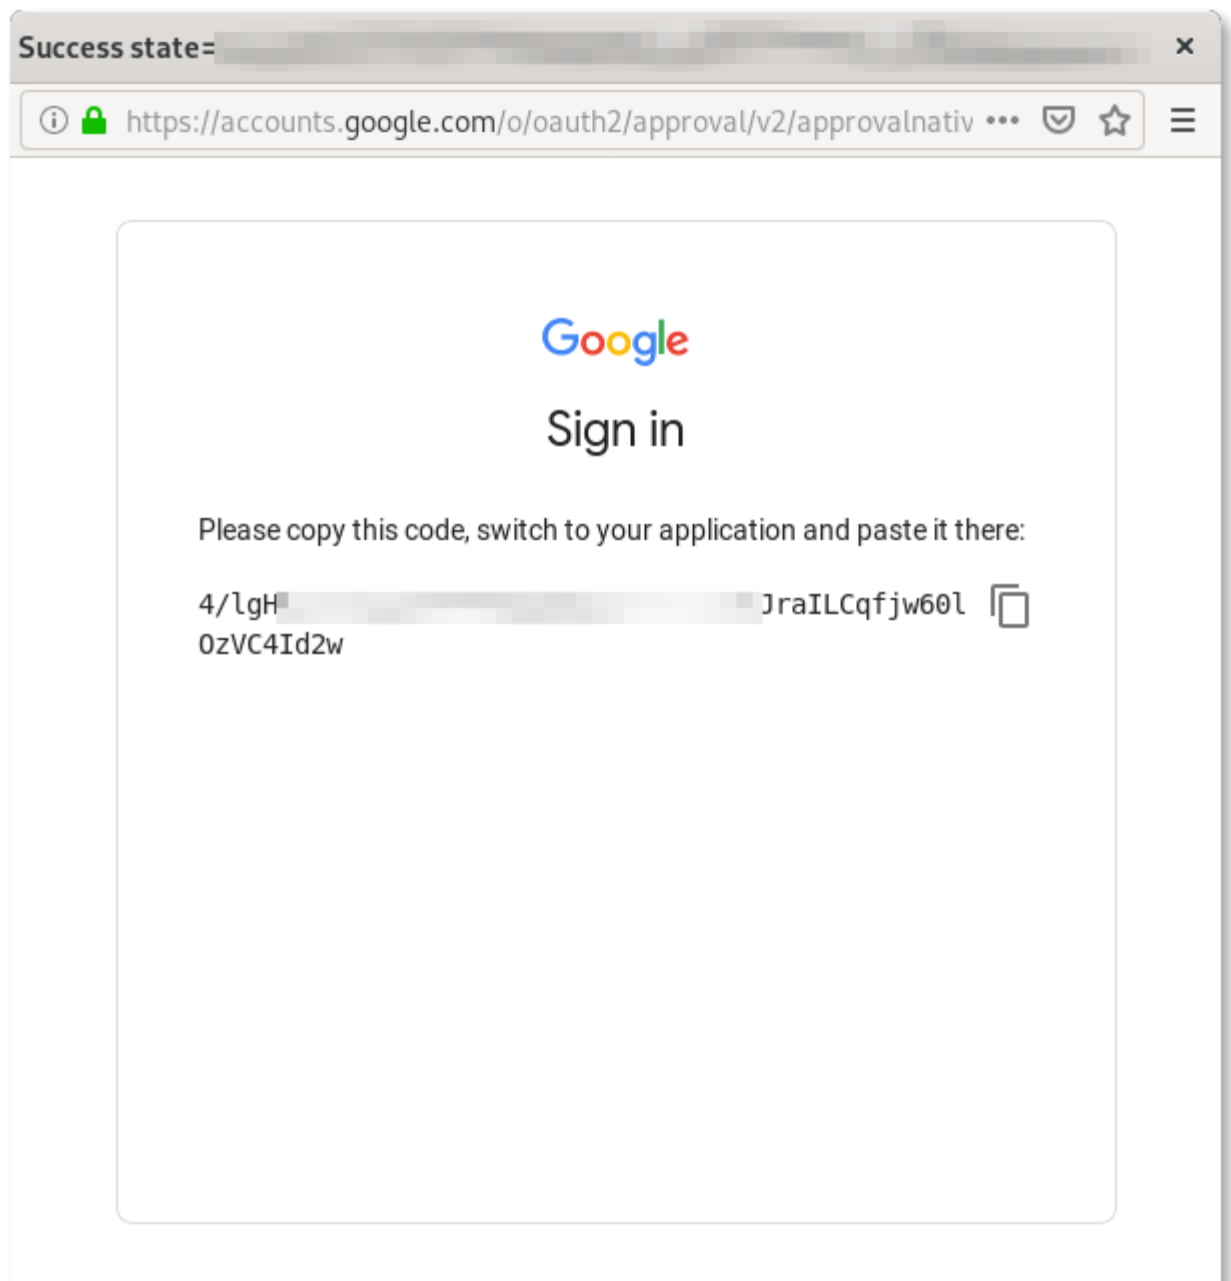 Success state=
https://accounts.google.com/o/oauth2/approval/v2/approvalnativ
Google
Sign in
Please copy this code, switch to your application and paste it there:
4/lgH JraILCqfjw60l
OzVC4Id2w